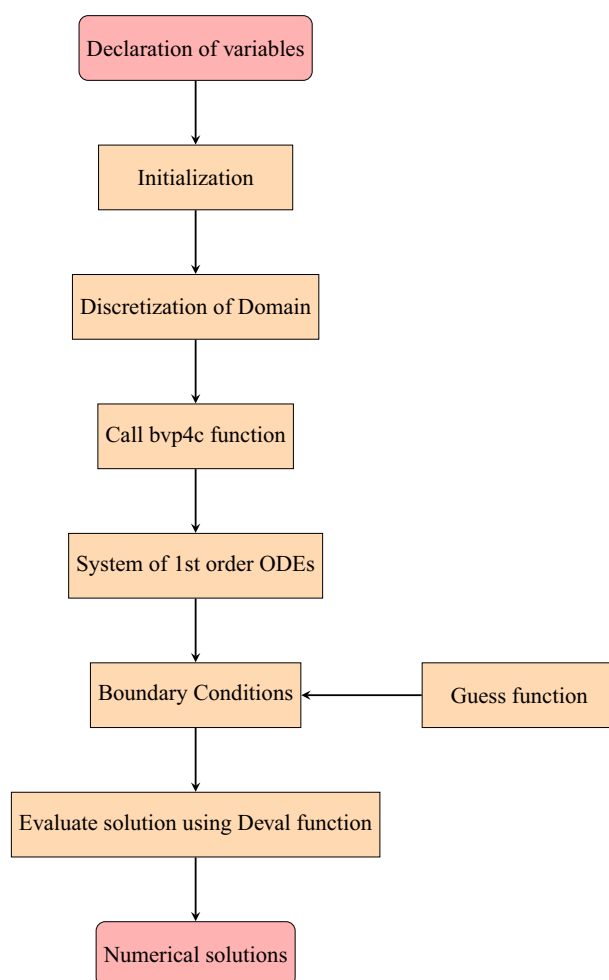 Declaration of variables
Initialization
Discretization of Domain
Call bvp4c function
System of 1st order ODEs
Boundary Conditions
Guess function
Evaluate solution using Deval function
Numerical solutions